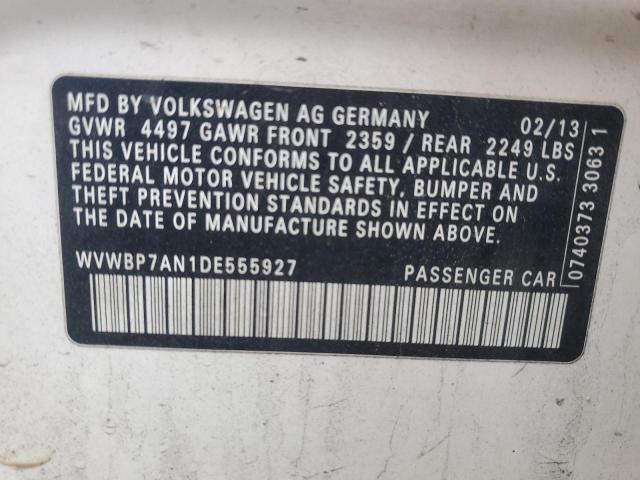 MFD BY VOLKSWAGEN AG GERMANY 02/13
GVWR 4497 GAWR FRONT 2359 / REAR 2249 LBS
THIS VEHICLE CONFORMS TO ALL APPLICABLE U.S.
FEDERAL MOTOR VEHICLE SAFETY, BUMPER AND
THEFT PREVENTION STANDARDS IN EFFECT ON
THE DATE OF MANUFACTURE SHOWN ABOVE.
WVWBP7AN1DE555927 PASSENGER CAR
0740373 3063 1